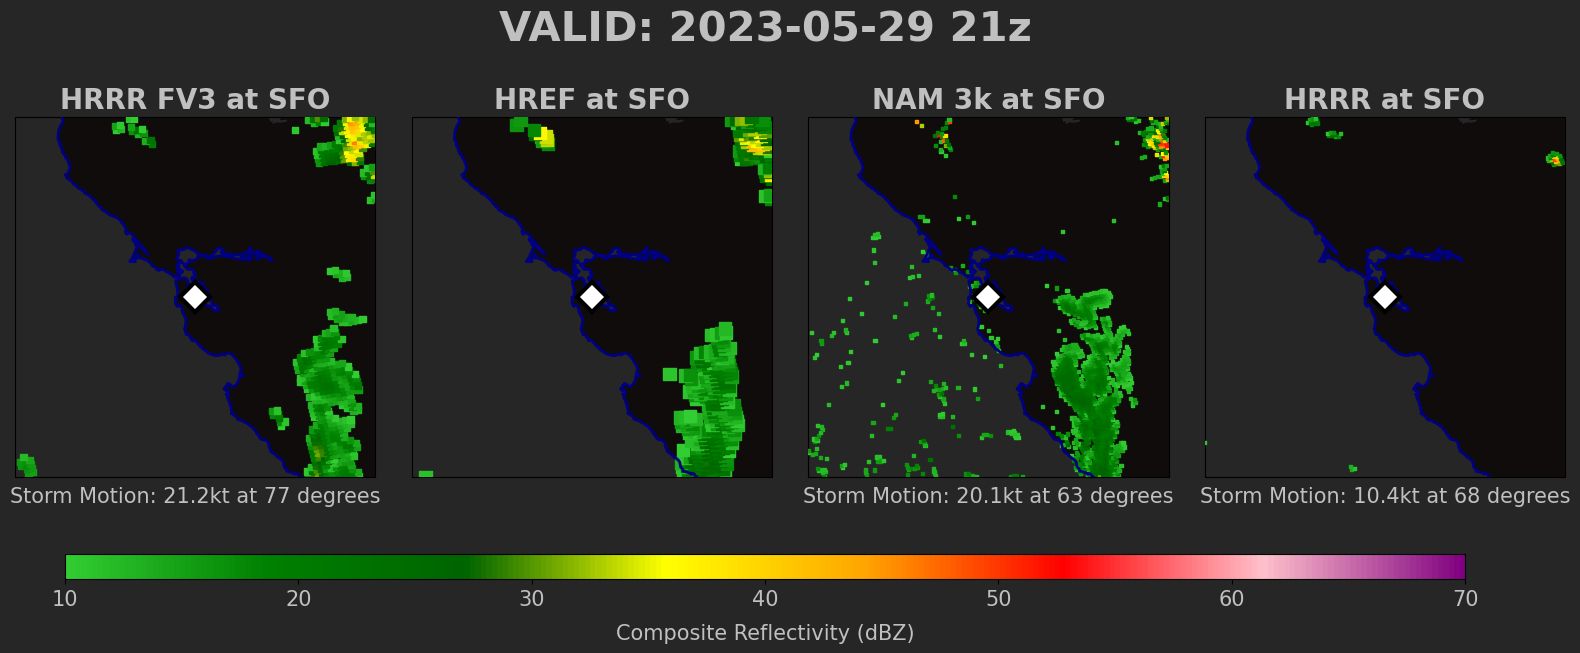 VALID: 2023-05-29 21z
HRRR FV3 at SFO
HREF at SFO
NAM 3k at SFO
HRRR at SFO
Storm Motion: 21.2kt at 77 degrees
Storm Motion: 20.1kt at 63 degrees
Storm Motion: 10.4kt at 68 degrees
10 20 30 40 50 60 70
Composite Reflectivity (dBZ)